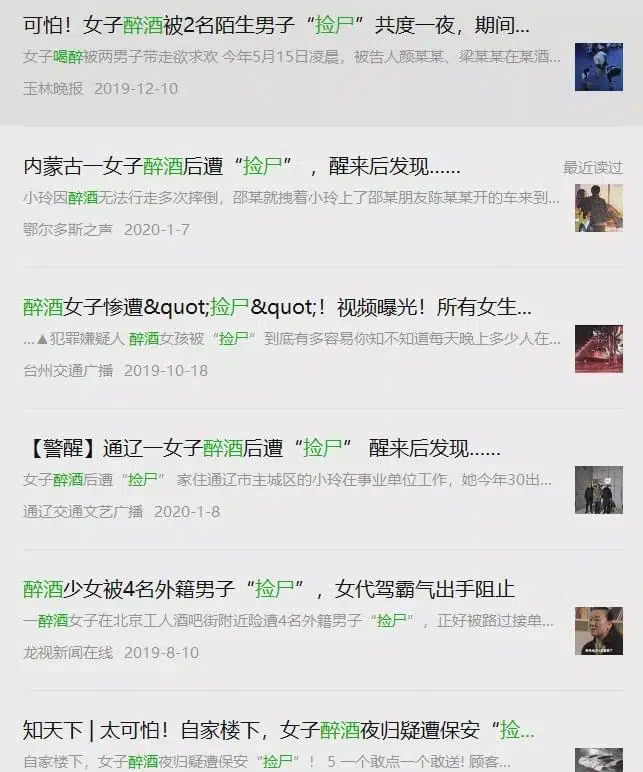 可怕！女子醉酒被2名陌生男子“捡尸”共度一夜，期间...
女子喝醉被两男子带走欲求欢 今年5月15日凌晨，被告人颜某某、梁某某在某酒...
玉林晚报 2019-12-10
内蒙古一女子醉酒后遭“捡尸”，醒来后发现......
最近读过
小玲因醉酒无法行走多次摔倒，邵某就拽着小玲上了邵某朋友陈某某开的车来到...
鄂尔多斯之声 2020-1-7
醉酒女子惨遭&quot;捡尸&quot;！视频曝光！所有女生...
...▲犯罪嫌疑人 醉酒女孩被“捡尸”到底有多容易你知不知道每天晚上多少人在...
台州交通广播 2019-10-18
【警醒】通辽一女子醉酒后遭“捡尸” 醒来后发现......
女子醉酒后遭“捡尸” 家住通辽市主城区的小玲在事业单位工作，她今年30出...
通辽交通文艺广播 2020-1-8
醉酒少女被4名外籍男子“捡尸”，女代驾霸气出手阻止
一醉酒女子在北京工人酒吧街附近险遭4名外籍男子“捡尸”，正好被路过接单...
龙视新闻在线 2019-8-10
知天下 | 太可怕！自家楼下，女子醉酒夜归疑遭保安“捡...
自家楼下，女子醉酒夜归疑遭保安“捡尸”！ 5 一个敢点一个敢送! 顾客...